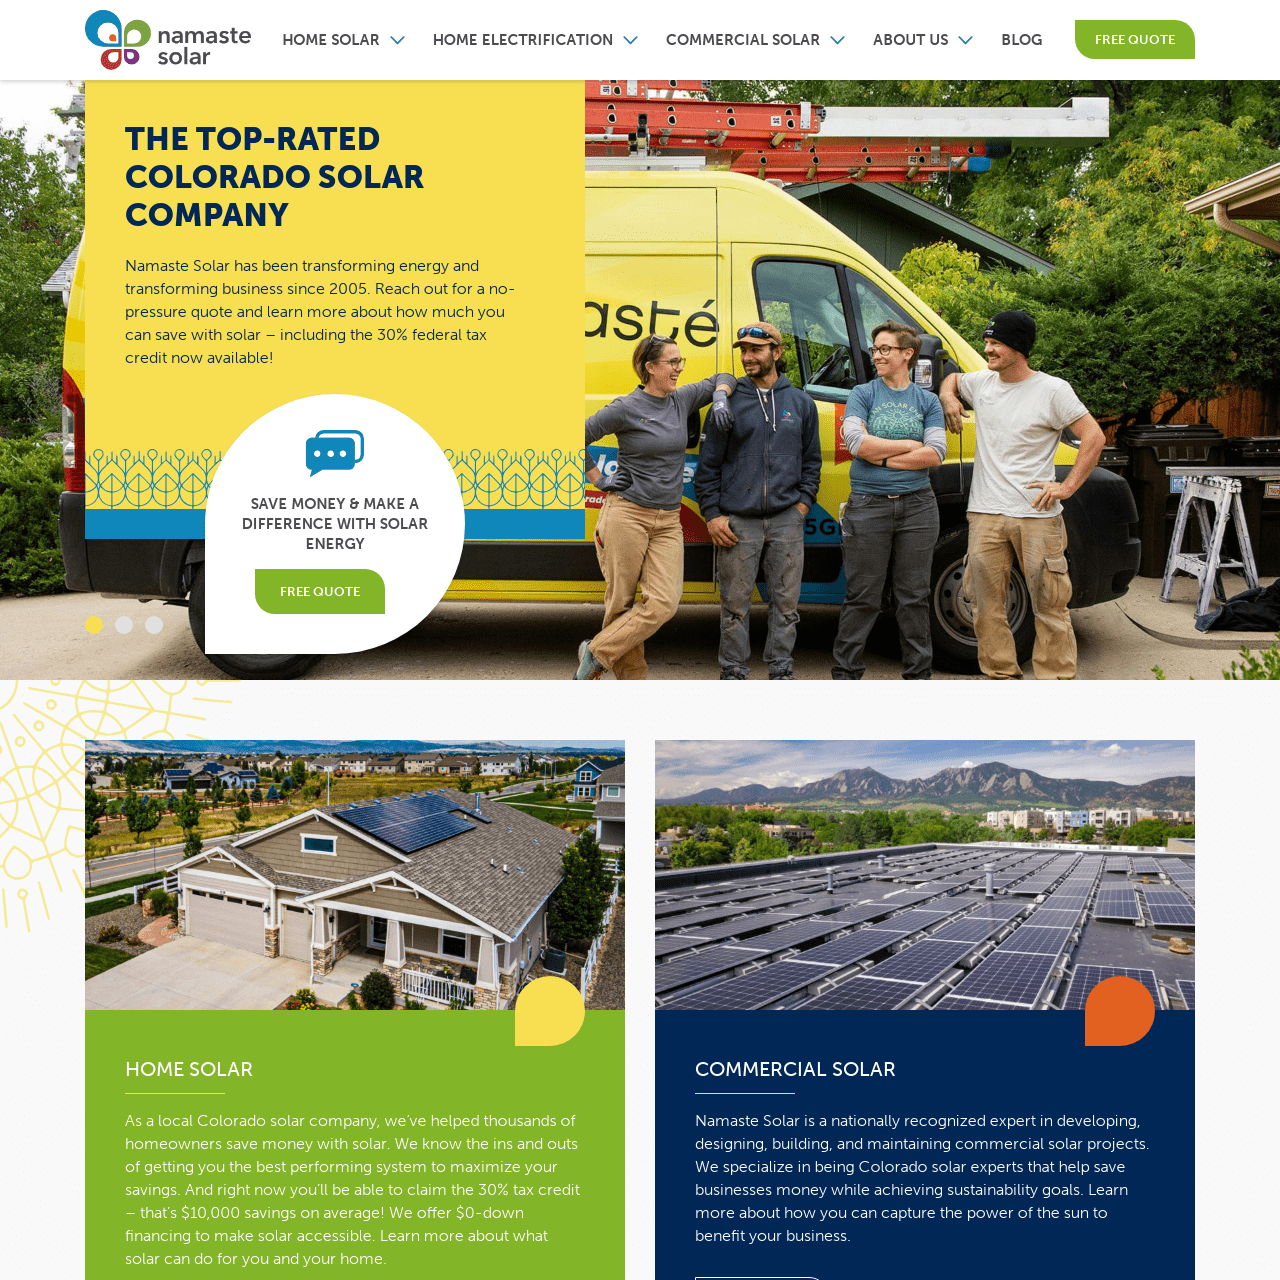 namaste
solar
HOME SOLAR
HOME ELECTRIFICATION
COMMERCIAL SOLAR
ABOUT US
BLOG
FREE QUOTE
THE TOP-RATED
COLORADO SOLAR
COMPANY
Namaste Solar has been transforming energy and
transforming business since 2005. Reach out for a no-
pressure quote and learn more about how much you
can save with solar – including the 30% federal tax
credit now available!
asté
SAVE MONEY & MAKE A
DIFFERENCE WITH SOLAR
ENERGY
FREE QUOTE
HOME SOLAR
As a local Colorado solar company, we’ve helped thousands of
homeowners save money with solar. We know the ins and outs
of getting you the best performing system to maximize your
savings. And right now you’ll be able to claim the 30% tax credit
– that’s $10,000 savings on average! We offer $0-down
financing to make solar accessible. Learn more about what
solar can do for you and your home.
COMMERCIAL SOLAR
Namaste Solar is a nationally recognized expert in developing,
designing, building, and maintaining commercial solar projects.
We specialize in being Colorado solar experts that help save
businesses money while achieving sustainability goals. Learn
more about how you can capture the power of the sun to
benefit your business.